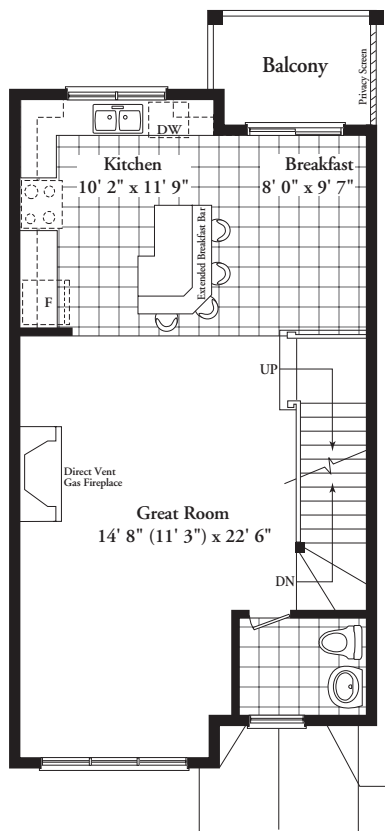 Balcony
Privacy Screen
DW
Kitchen
10' 2" x 11' 9"
Breakfast
8' 0" x 9' 7"
Extended Breakfast Bar
F
UP
Direct Vent
Gas Fireplace
Great Room
14' 8" (11' 3") x 22' 6"
DN